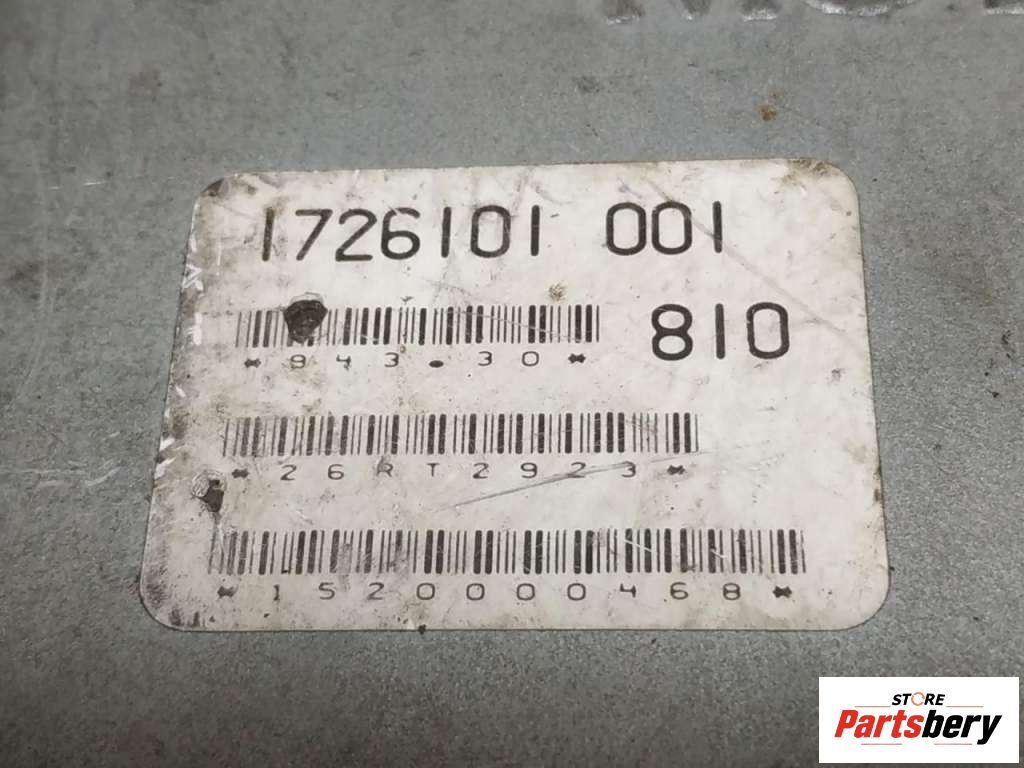 1726101 001
*943.30* 810
*26RT2923*
*1520000468*
STORE
Partsbery